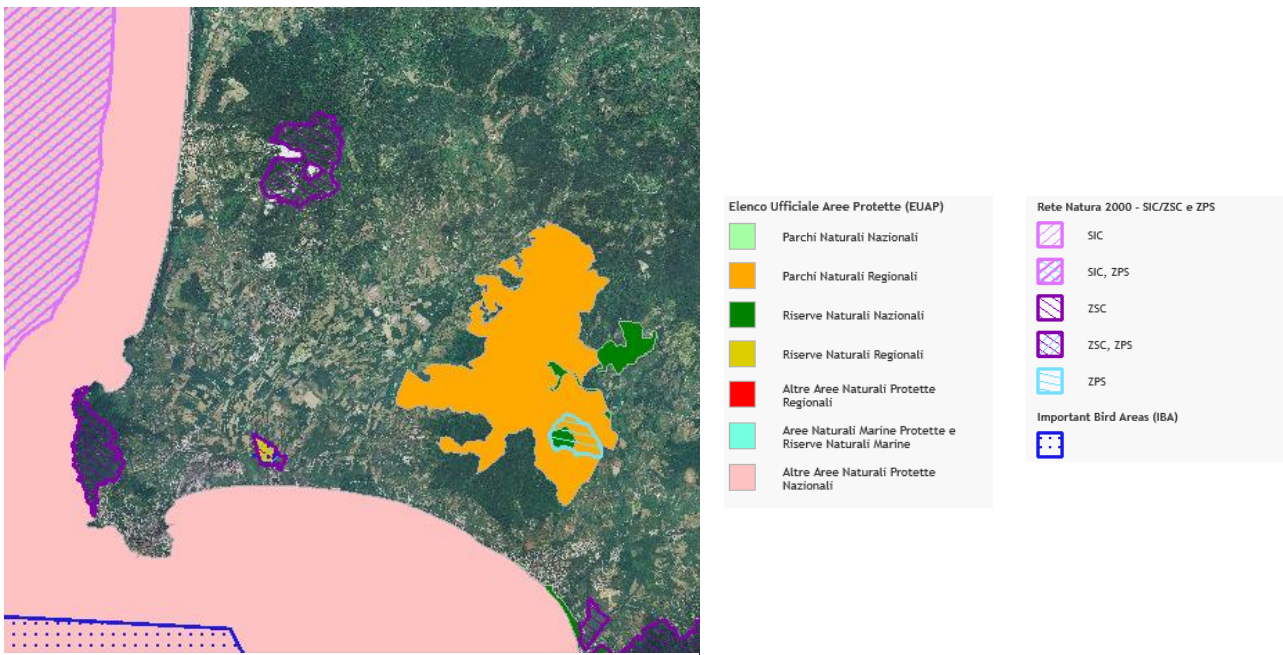 Elenco Ufficiale Aree Protette (EUAP)
Parchi Naturali Nazionali
Parchi Naturali Regionali
Riserve Naturali Nazionali
Riserve Naturali Regionali
Altre Aree Naturali Protette
Regionali
Aree Naturali Marine Protette e
Riserve Naturali Marine
Altre Aree Naturali Protette
Nazionali
Rete Natura 2000 - SIC/ZSC e ZPS
SIC
SIC, ZPS
ZSC
ZSC, ZPS
ZPS
Important Bird Areas (IBA)